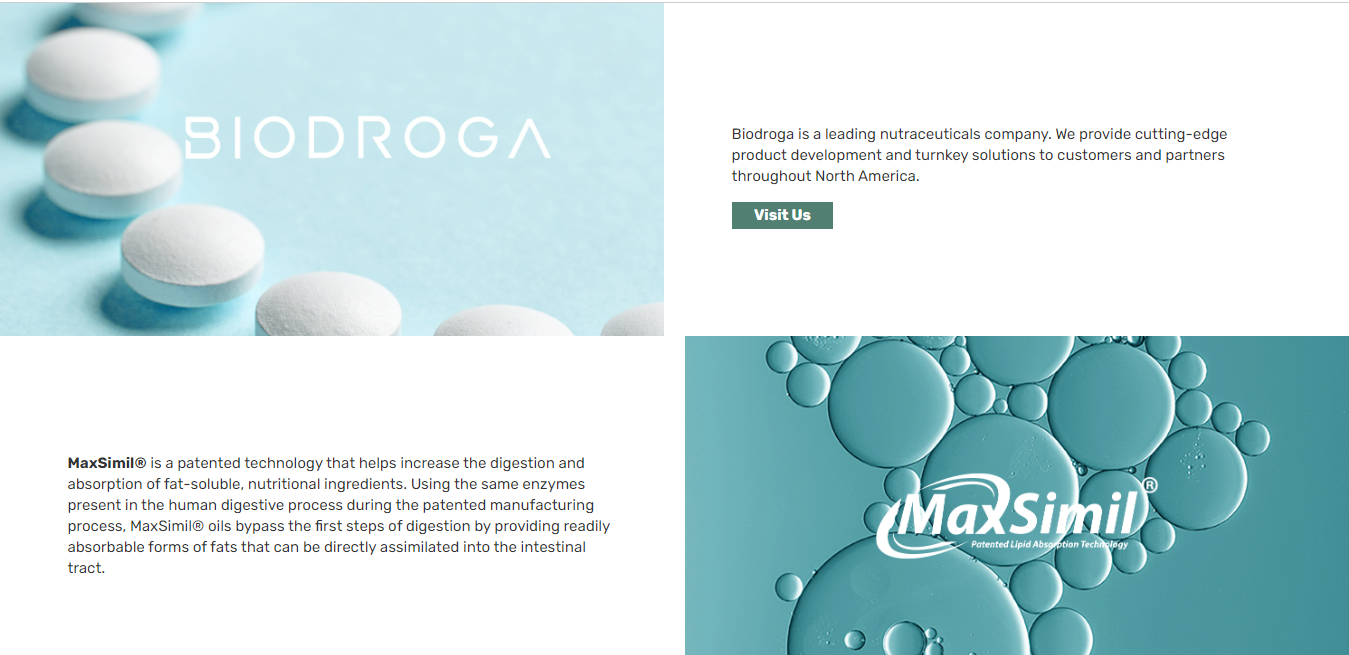 BIODROGA
Biodroga is a leading nutraceuticals company. We provide cutting-edge
product development and turnkey solutions to customers and partners
throughout North America.
Visit Us
MaxSimil® is a patented technology that helps increase the digestion and
absorption of fat-soluble, nutritional ingredients. Using the same enzymes
present in the human digestive process during the patented manufacturing
process, MaxSimil® oils bypass the first steps of digestion by providing readily
absorbable forms of fats that can be directly assimilated into the intestinal
tract.
MaxSimil®
Patented Lipid Absorption Technology